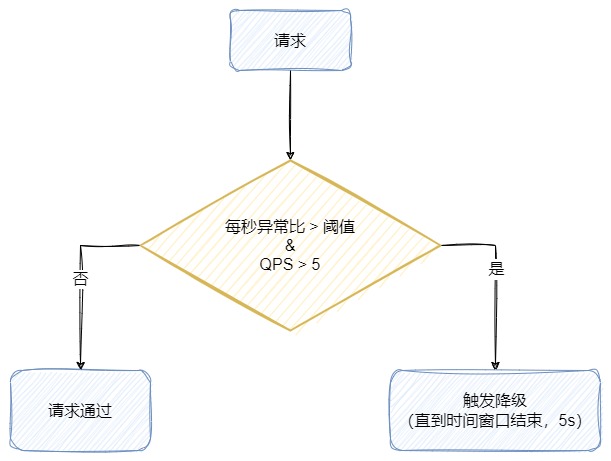 请求
每秒异常比 > 阈值
&
QPS > 5
否
是
请求通过
触发降级
(直到时间窗口结束，5s)